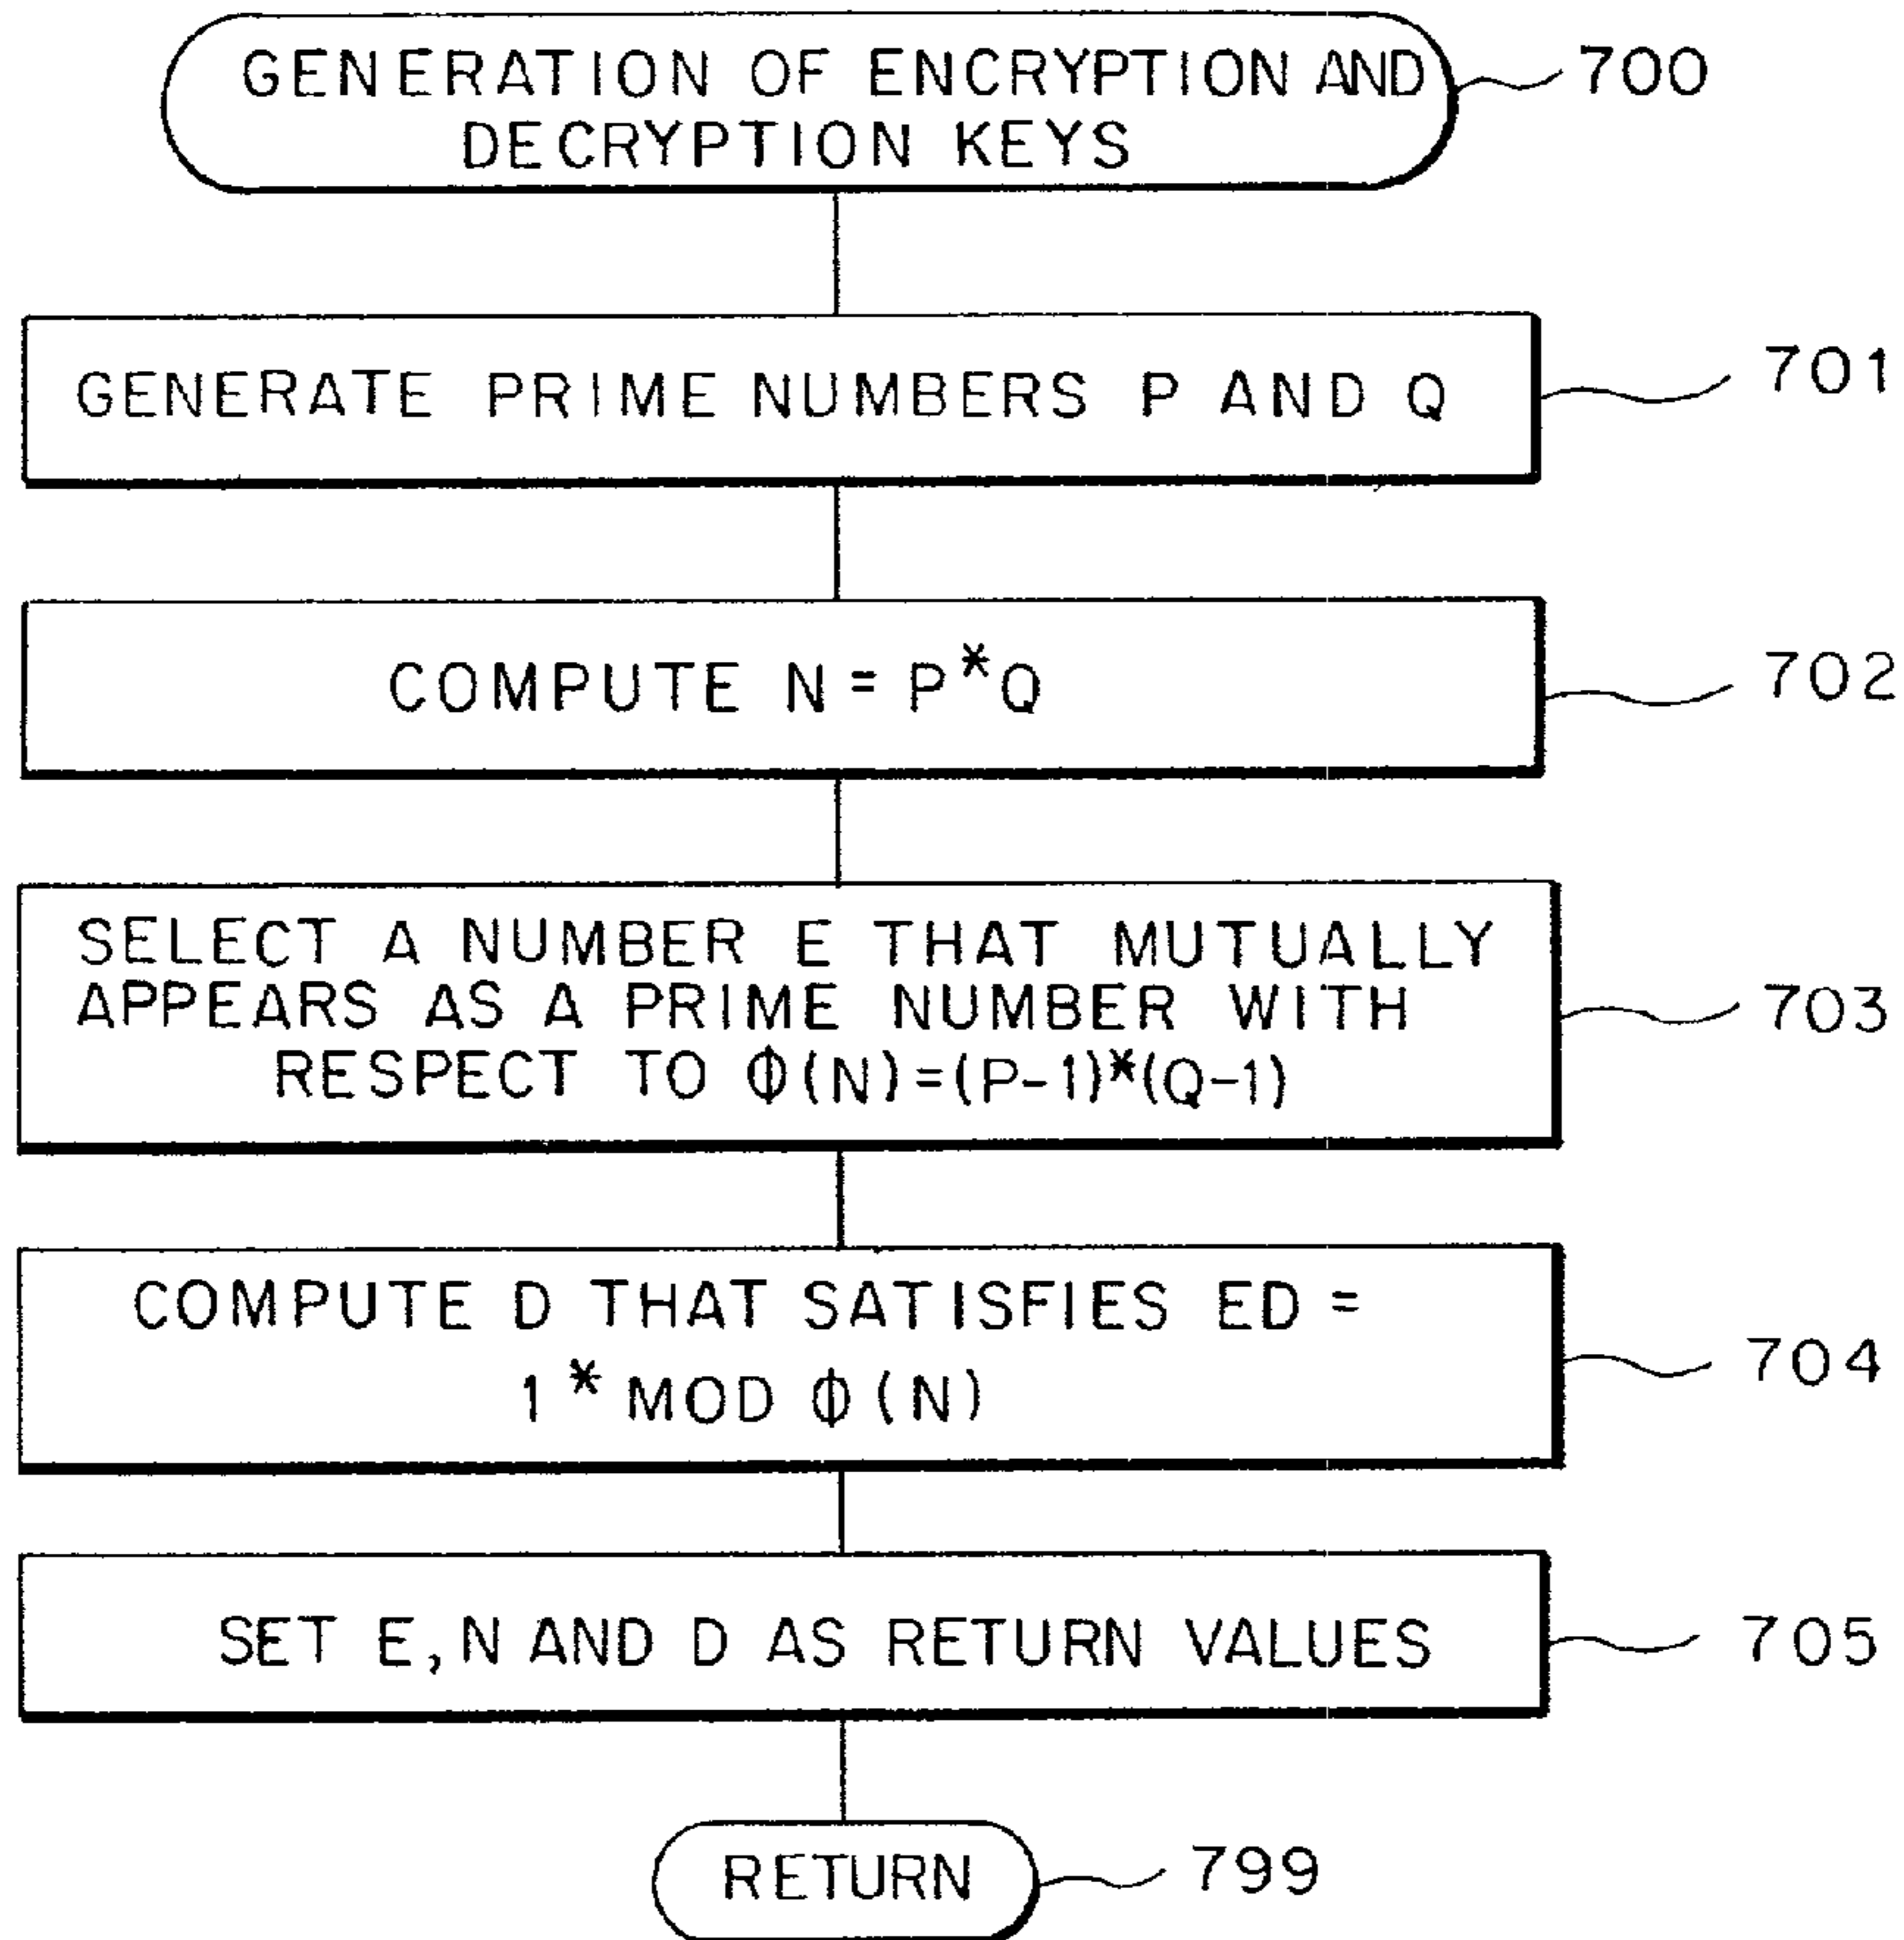 GENERATION OF ENCRYPTION AND
DECRYPTION KEYS
700
GENERATE PRIME NUMBERS P AND Q
701
COMPUTE N = P*Q
702
SELECT A NUMBER E THAT MUTUALLY
APPEARS AS A PRIME NUMBER WITH
RESPECT TO Φ(N)=(P-1)*(Q-1)
703
COMPUTE D THAT SATISFIES ED =
1 * MOD Φ(N)
704
SET E, N AND D AS RETURN VALUES
705
RETURN
799